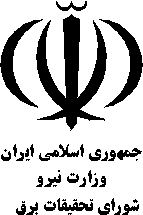 جمهوری اسلامی ایران
وزارت نیرو
شورای تحقیقات برق